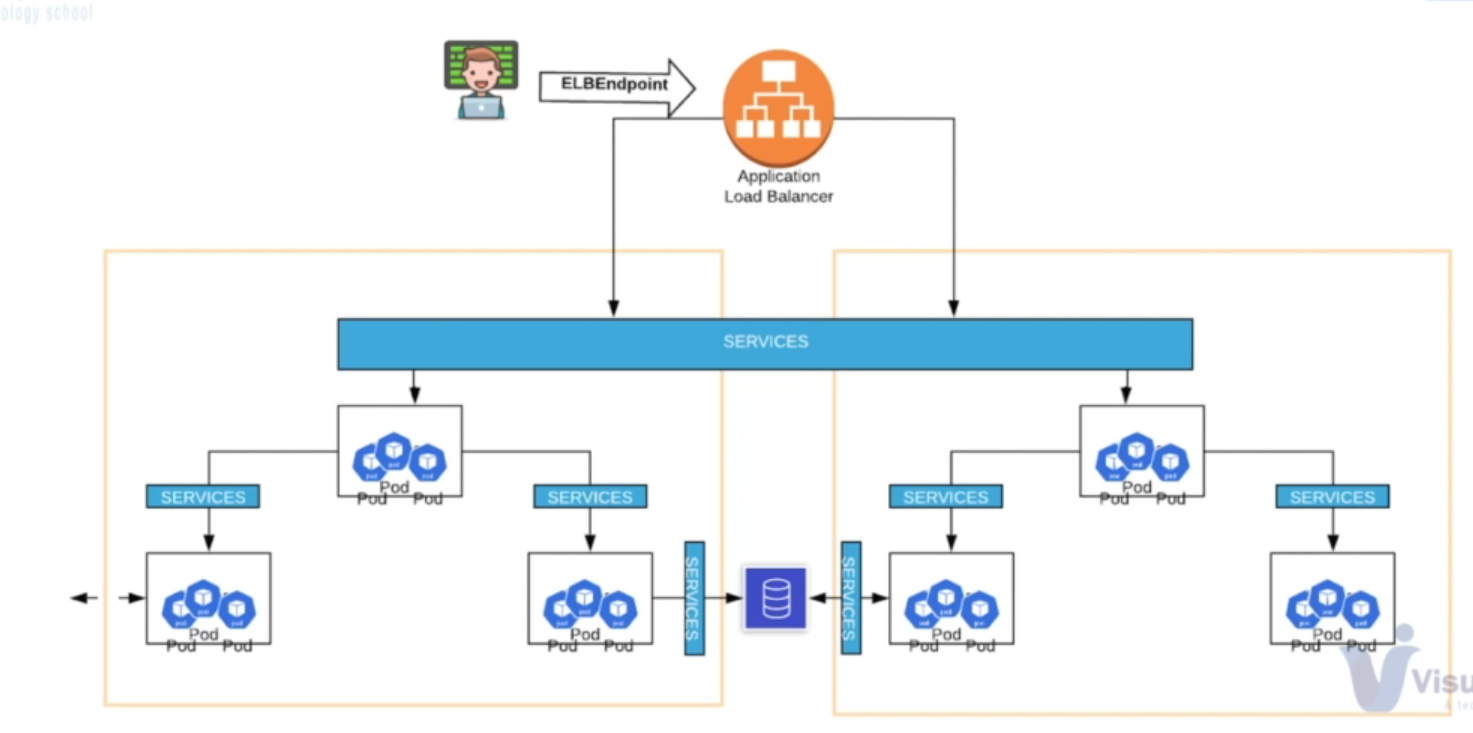 ology school
ELBEndpoint
Application
Load Balancer
SERVICES
Pod
Pod Pod
Pod
Pod Pod
SERVICES
SERVICES
SERVICES
SERVICES
SERVICES
SERVICES
Pod
Pod Pod
Pod
Pod Pod
Pod
Pod Pod
Pod
Pod Pod
Visu
A te